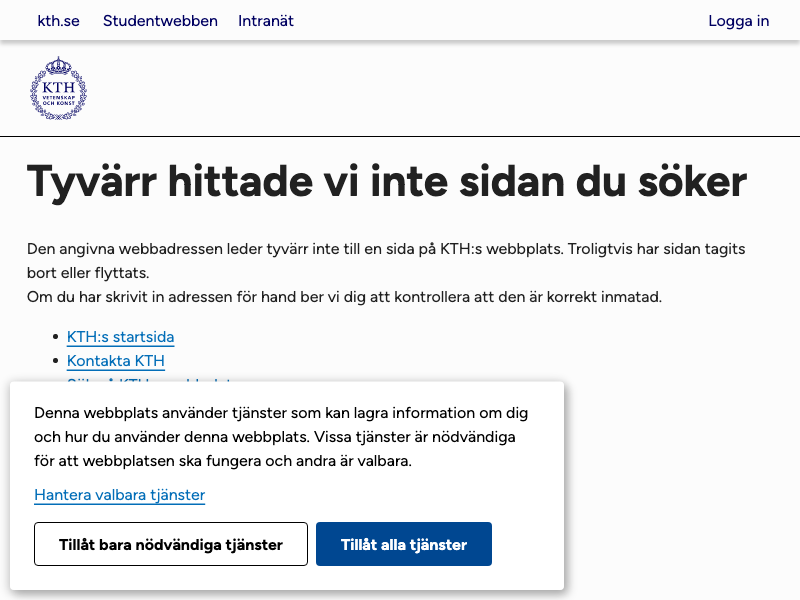 kth.se Studentwebben Intranät Logga in
KTH
VETENSKAP
OCH KONST
Tyvärr hittade vi inte sidan du söker
Den angivna webbadressen leder tyvärr inte till en sida på KTH:s webbplats. Troligtvis har sidan tagits
bort eller flyttats.
Om du har skrivit in adressen för hand ber vi dig att kontrollera att den är korrekt inmatad.
KTH:s startsida
Kontakta KTH
Denna webbplats använder tjänster som kan lagra information om dig
och hur du använder denna webbplats. Vissa tjänster är nödvändiga
för att webbplatsen ska fungera och andra är valbara.
Hantera valbara tjänster
Tillåt bara nödvändiga tjänster Tillåt alla tjänster